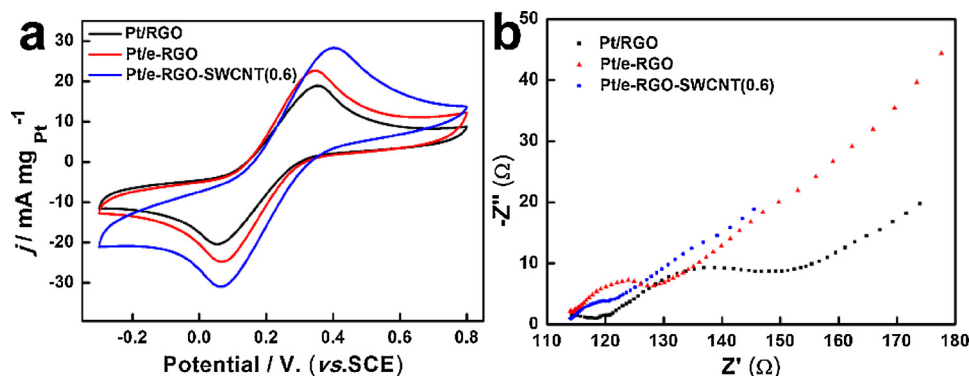 a
30
20
10
0
-10
-20
-30
j / mA mg Pt -1
-0.2 0.0 0.2 0.4 0.6 0.8
Potential / V. (vs.SCE)
Pt/RGO
Pt/e-RGO
Pt/e-RGO-SWCNT(0.6)
b
50
40
30
20
10
0
-Z'' (Ω)
110 120 130 140 150 160 170 180
Z' (Ω)
Pt/RGO
Pt/e-RGO
Pt/e-RGO-SWCNT(0.6)